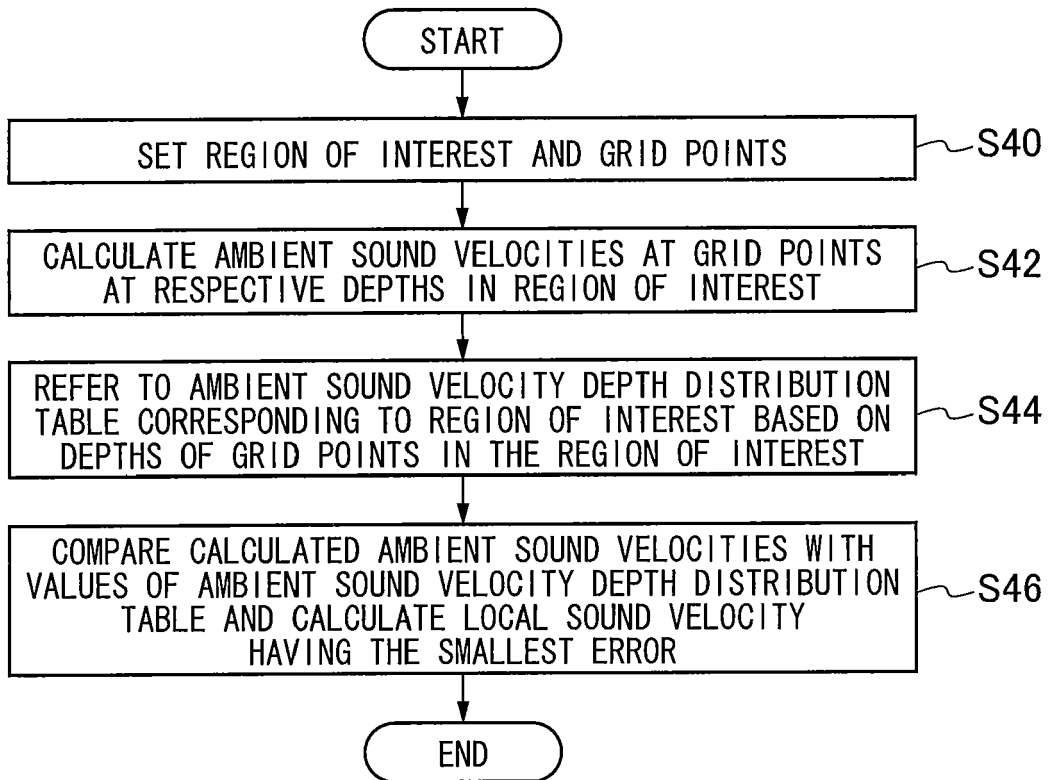 START
SET REGION OF INTEREST AND GRID POINTS
S40
CALCULATE AMBIENT SOUND VELOCITIES AT GRID POINTS
AT RESPECTIVE DEPTHS IN REGION OF INTEREST
S42
REFER TO AMBIENT SOUND VELOCITY DEPTH DISTRIBUTION
TABLE CORRESPONDING TO REGION OF INTEREST BASED ON
DEPTHS OF GRID POINTS IN THE REGION OF INTEREST
S44
COMPARE CALCULATED AMBIENT SOUND VELOCITIES WITH
VALUES OF AMBIENT SOUND VELOCITY DEPTH DISTRIBUTION
TABLE AND CALCULATE LOCAL SOUND VELOCITY
HAVING THE SMALLEST ERROR
S46
END